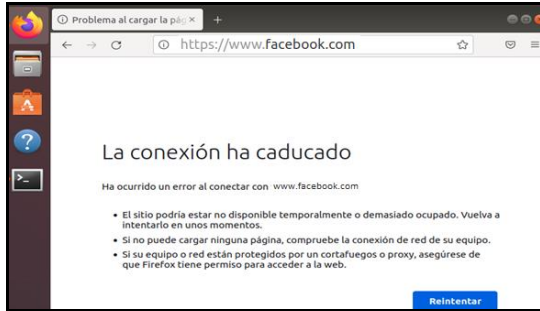 Problema al cargar la pág
https://www.facebook.com
La conexión ha caducado
Ha ocurrido un error al conectar con www.facebook.com
• El sitio podría estar no disponible temporalmente o demasiado ocupado. Vuelva a
intentarlo en unos momentos.
• Si no puede cargar ninguna página, compruebe la conexión de red de su equipo.
• Si su equipo o red están protegidos por un cortafuegos o proxy, asegúrese de
que Firefox tiene permiso para acceder a la web.
Reintentar